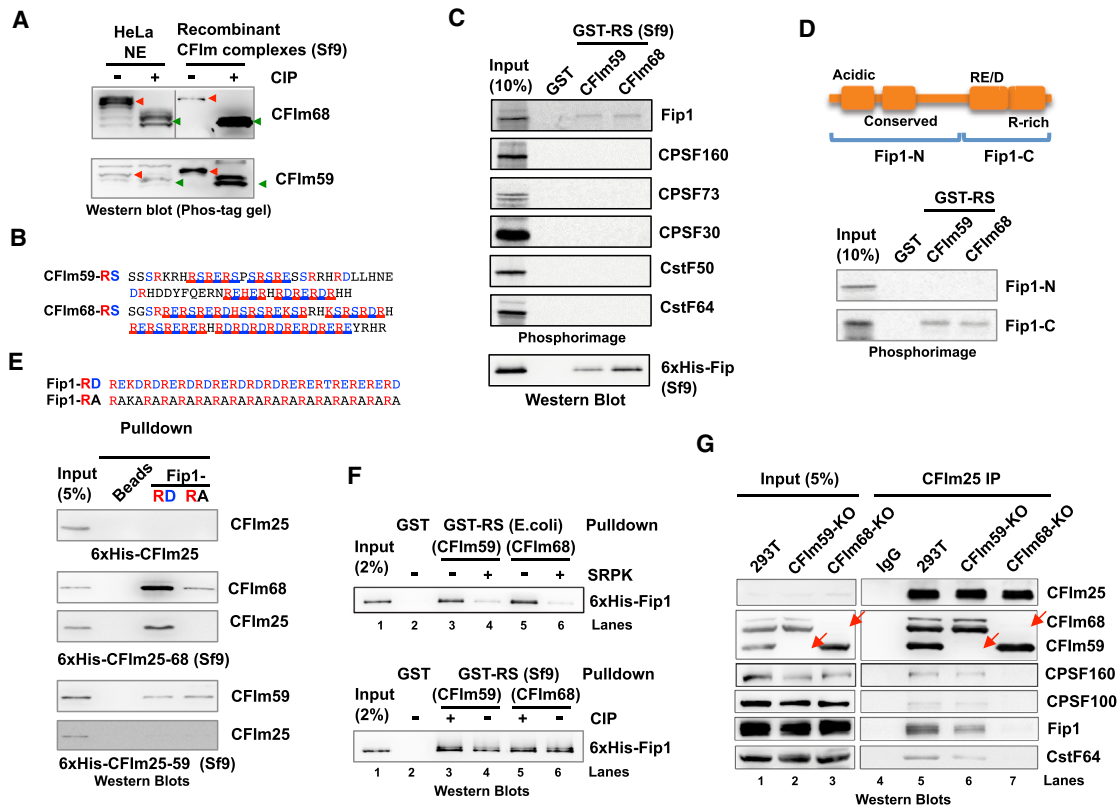 A
HeLa
NE
Recombinant
CFIm complexes (Sf9)
- + - +
CIP
CFIm68
CFIm59
Western blot (Phos-tag gel)
B
CFIm59-RS SSSRKRHRSRERSPSRSRESSRRHRDLLHNE
DRHDDYFQERNREHERHRDRERDRHH
CFIm68-RS SGSRRERSRERDHSRSREKSRRHKSRSRDRH
RERSRERERHRDRDRDRERDREREYRHR
C
GST-RS (Sf9)
Input
(10%)
GST
CFIm59
CFIm68
Fip1
CPSF160
CPSF73
CPSF30
CstF50
CstF64
Phosphorimage
6xHis-Fip
(Sf9)
Western Blot
D
Acidic
RE/D
Conserved
R-rich
Fip1-N
Fip1-C
GST-RS
Input
(10%)
GST
CFIm59
CFIm68
Fip1-N
Fip1-C
Phosphorimage
E
Fip1-RD REKDRDRERDRDRERDRDRDRERERTRERERERD
Fip1-RA RAKARARARARARARARARARARARARARARARA
Pulldown
Input
(5%)
Beads
Fip1-
RD RA
CFIm25
6xHis-CFIm25
CFIm68
CFIm25
6xHis-CFIm25-68 (Sf9)
CFIm59
CFIm25
6xHis-CFIm25-59 (Sf9)
Western Blots
F
GST GST-RS (E.coli) Pulldown
Input
(2%)
(CFIm59) (CFIm68)
- - + - +
SRPK
6xHis-Fip1
1 2 3 4 5 6 Lanes
GST GST-RS (Sf9) Pulldown
Input
(2%)
(CFIm59) (CFIm68)
- + - + -
CIP
6xHis-Fip1
1 2 3 4 5 6 Lanes
Western Blots
G
Input (5%)
CFIm25 IP
293T
CFIm59-KO
CFIm68-KO
IgG
293T
CFIm59-KO
CFIm68-KO
CFIm25
CFIm68
CFIm59
CPSF160
CPSF100
Fip1
CstF64
1 2 3 4 5 6 7 Lanes
Western Blots